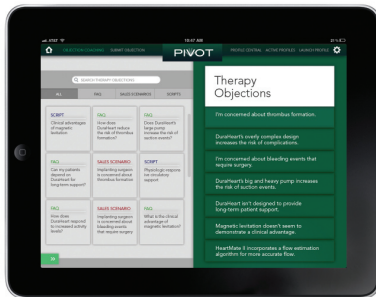 AT&T
10:47 AM
OBJECTION COACHING SUBMIT OBJECTION
PIVOT
PROFILE CENTRAL ACTIVE PROFILES LAUNCH PROFILE
SEARCH THERAPY OBJECTIONS
ALL FAQ SALES SCENARIOS SCRIPTS
SCRIPT
Clinical advantages
of magnetic
levitation
FAQ
How does
DuraHeart reduce
the risk of thrombus
formation?
FAQ
Does DuraHeart's
large pump
increase the risk of
suction events?
FAQ
Can my patients
depend on
DuraHeart for
long-term support?
SALES SCENARIO
Implanting surgeon
is concerned about
thrombus formation
SCRIPT
Physiologic response
to circulatory
support
FAQ
How does
DuraHeart respond
to increased activity
levels?
SALES SCENARIO
Implanting surgeon
is concerned about
bleeding events
that require surgery
FAQ
What is the clinical
advantage of
magnetic levitation?
Therapy
Objections
I'm concerned about thrombus formation.
DuraHeart's overly complex design
increases the risk of complications.
I'm concerned about bleeding events that
require surgery
DuraHeart's big and heavy pump increases
the risk of suction events.
DuraHeart isn't designed to provide
long-term patient support.
Magnetic levitation doesn't seem to
demonstrate a clinical advantage.
HeartMate II incorporates a flow estimation
algorithm for more accurate flow.